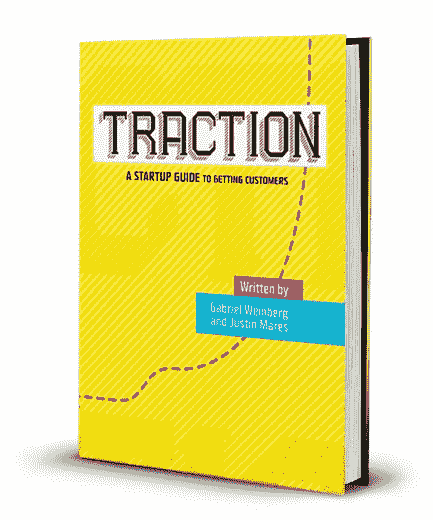 TRACTION
A STARTUP GUIDE TO GETTING CUSTOMERS
Written by
Gabriel Weinberg
and Justin Mares